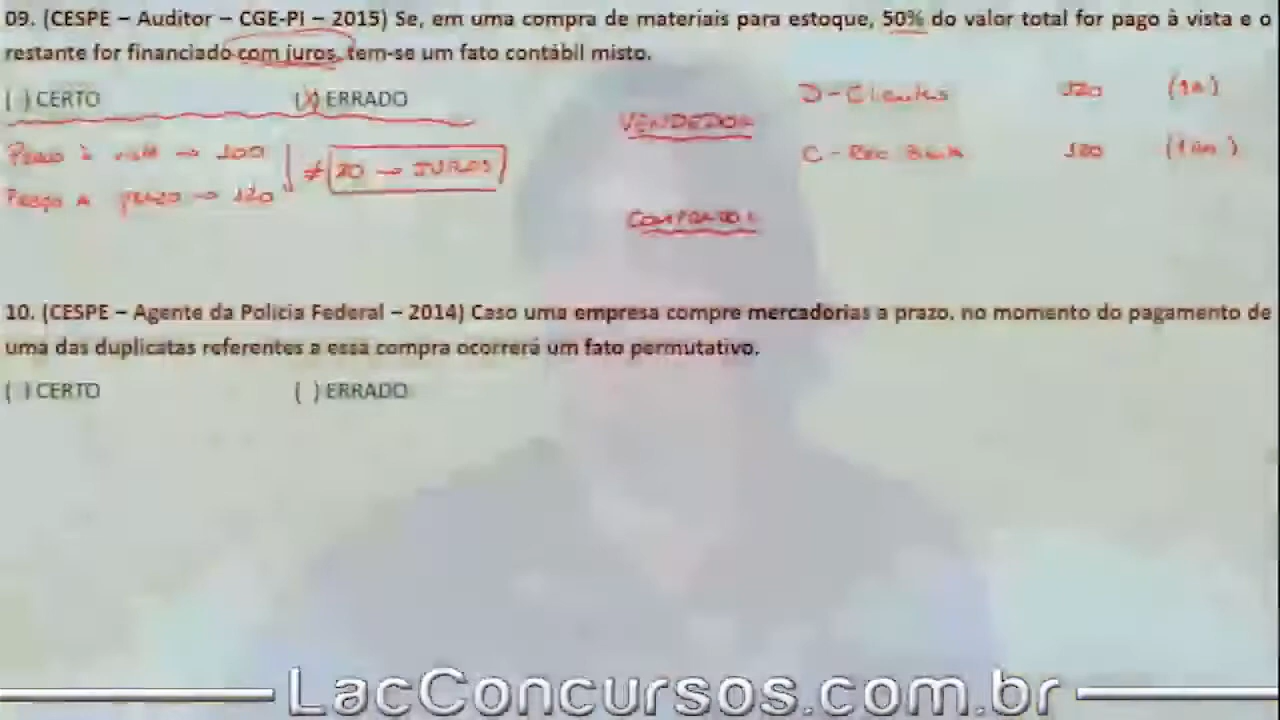 09. (CESPE – Auditor – CGE-PI – 2015) Se, em uma compra de materiais para estoque, 50% do valor total for pago à vista e o
restante for financiado com juros, tem-se um fato contábil misto.
( ) CERTO (X) ERRADO
D-Clientes 120 (1A)
VENDEDOR
C-Rec 120
Preço à vista → 100
Preço a prazo → 120
≠ 20 → JUROS
COMPRADOR
10. (CESPE – Agente da Polícia Federal – 2014) Caso uma empresa compre mercadorias a prazo, no momento do pagamento de
uma das duplicatas referentes a essa compra ocorrerá um fato permutativo.
( ) CERTO ( ) ERRADO
LacConcursos.com.br